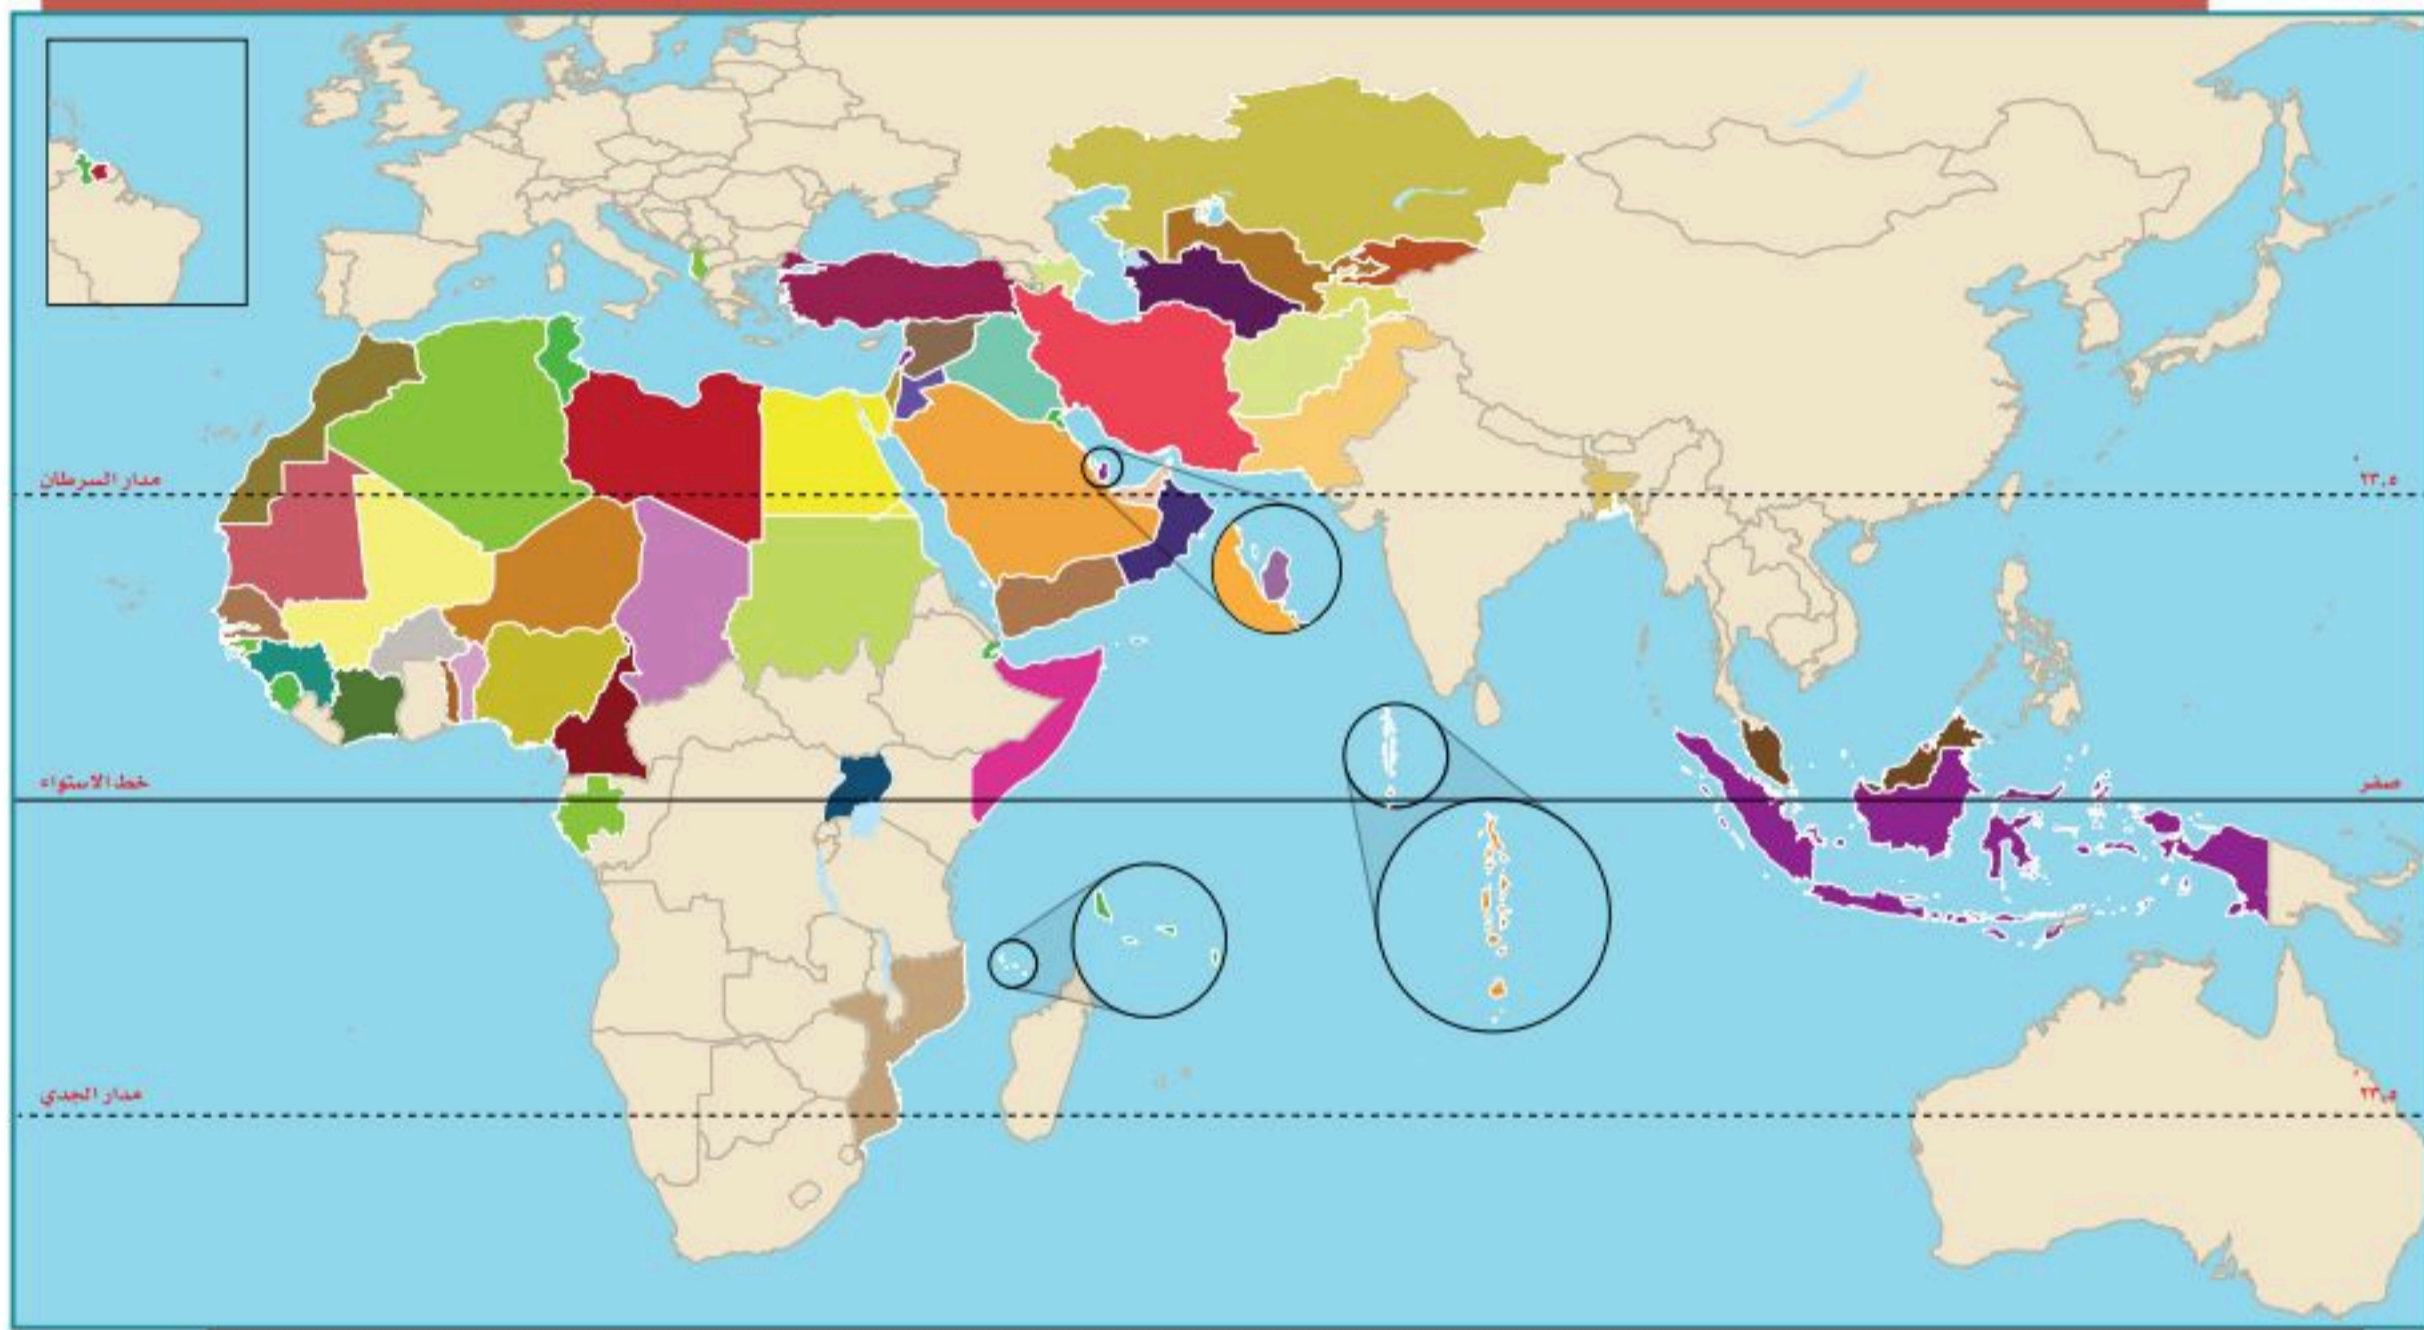 مدار السرطان
٢٣,٥
خط الاستواء
صفر
مدار الجدي
٢٣,٥